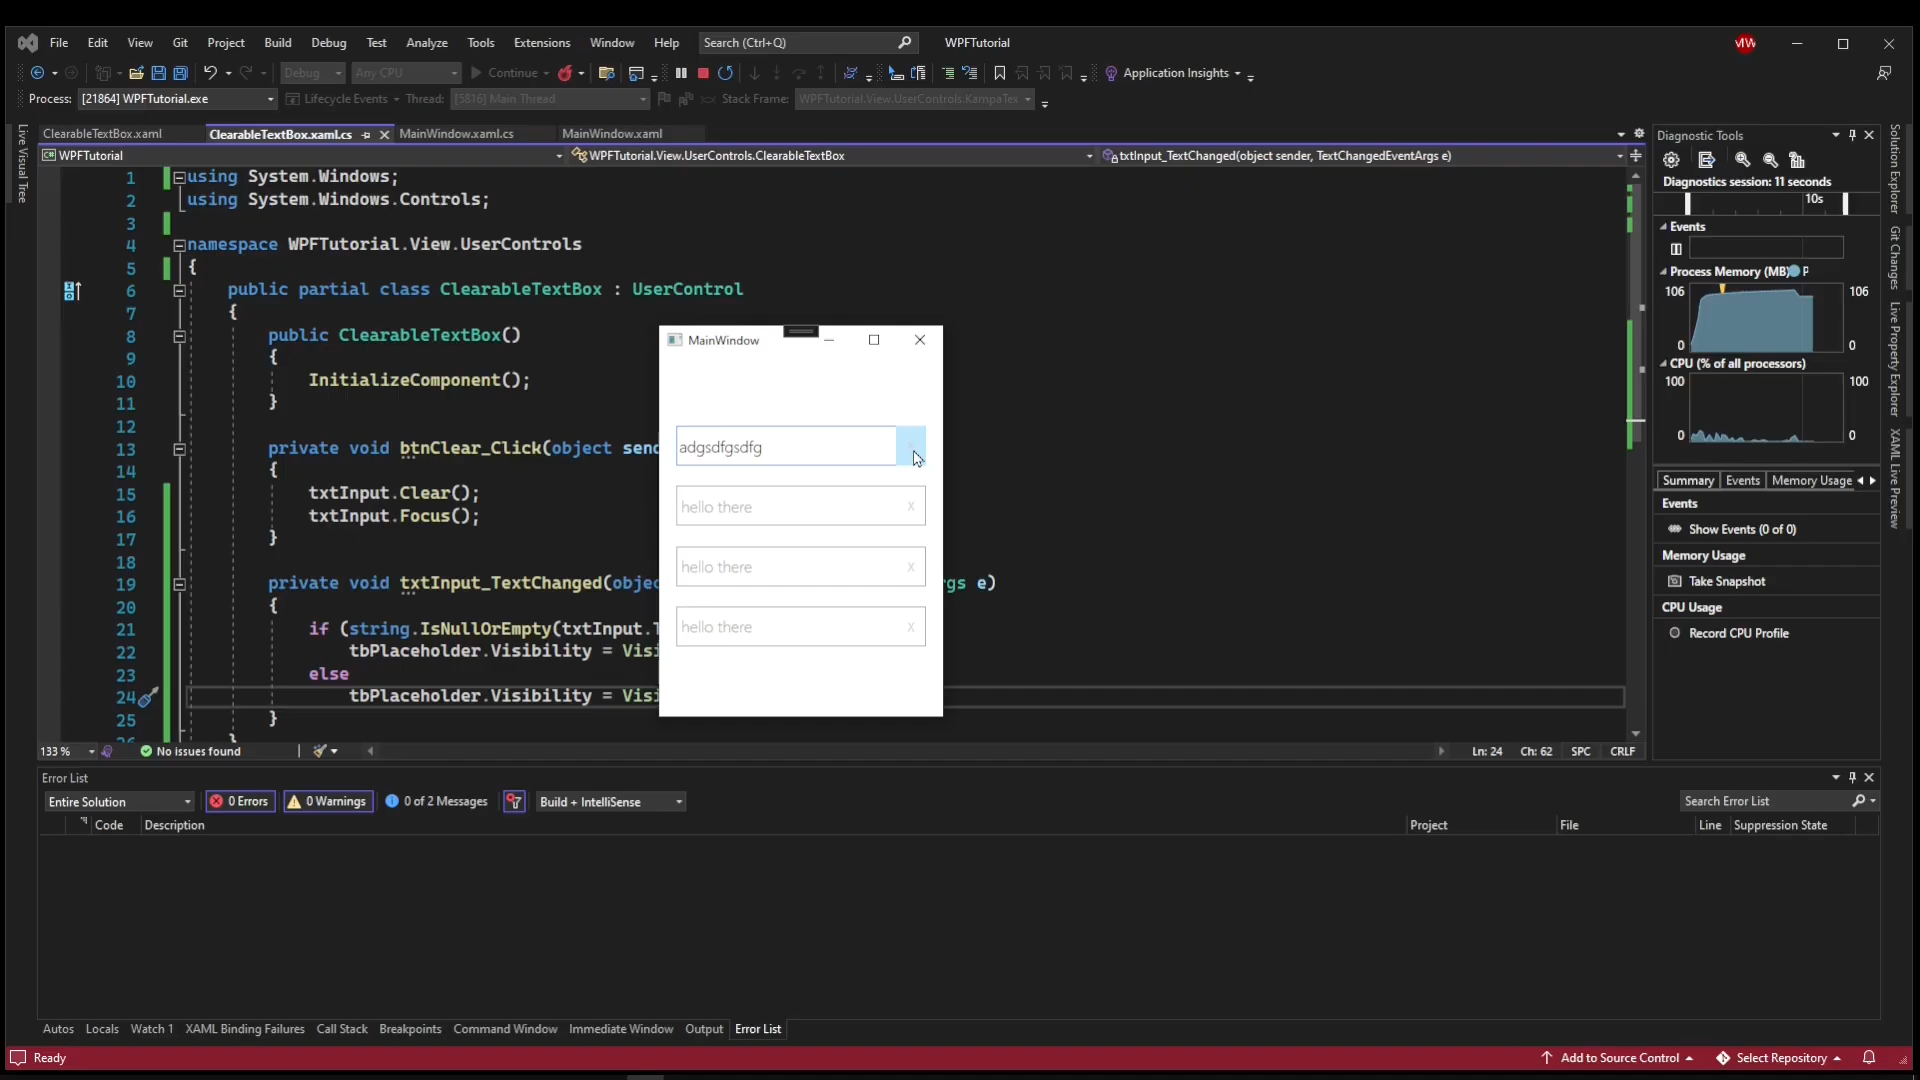 File Edit View Git Project Build Debug Test Analyze Tools Extensions Window Help Search (Ctrl+Q) WPFTutorial MW
Debug Any CPU Continue Application Insights
Process: [21864] WPFTutorial.exe Lifecycle Events Thread: [5816] Main Thread Stack Frame: WPFTutorial.View.UserControls.KampaTex
ClearableTextBox.xaml ClearableTextBox.xaml.cs MainWindow.xaml.cs MainWindow.xaml
WPFTutorial WPFTutorial.View.UserControls.ClearableTextBox txtInput_TextChanged(object sender, TextChangedEventArgs e)
Live Visual Tree
1 using System.Windows;
2 using System.Windows.Controls;
3
4 namespace WPFTutorial.View.UserControls
5 {
6 public partial class ClearableTextBox : UserControl
7 {
8 public ClearableTextBox()
9 {
10 InitializeComponent();
11 }
12
13 private void btnClear_Click(object send
14 {
15 txtInput.Clear();
16 txtInput.Focus();
17 }
18
19 private void txtInput_TextChanged(objec gs e)
20 {
21 if (string.IsNullOrEmpty(txtInput.T
22 tbPlaceholder.Visibility = Visi
23 else
24 tbPlaceholder.Visibility = Visi
25 }
}
MainWindow
adgsdfgsdfg
hello there X
hello there X
hello there X
133 % No issues found Ln: 24 Ch: 62 SPC CRLF
Diagnostic Tools
Diagnostics session: 11 seconds
10s
Events
Process Memory (MB) P
106 106
0 0
CPU (% of all processors)
100 100
0 0
Summary Events Memory Usage
Events
Show Events (0 of 0)
Memory Usage
Take Snapshot
CPU Usage
Record CPU Profile
Solution Explorer
Git Changes
Live Property Explorer
XAML Live Preview
Error List
Entire Solution 0 Errors 0 Warnings 0 of 2 Messages Build + IntelliSense Search Error List
Code Description Project File Line Suppression State
Autos Locals Watch 1 XAML Binding Failures Call Stack Breakpoints Command Window Immediate Window Output Error List
Ready Add to Source Control Select Repository